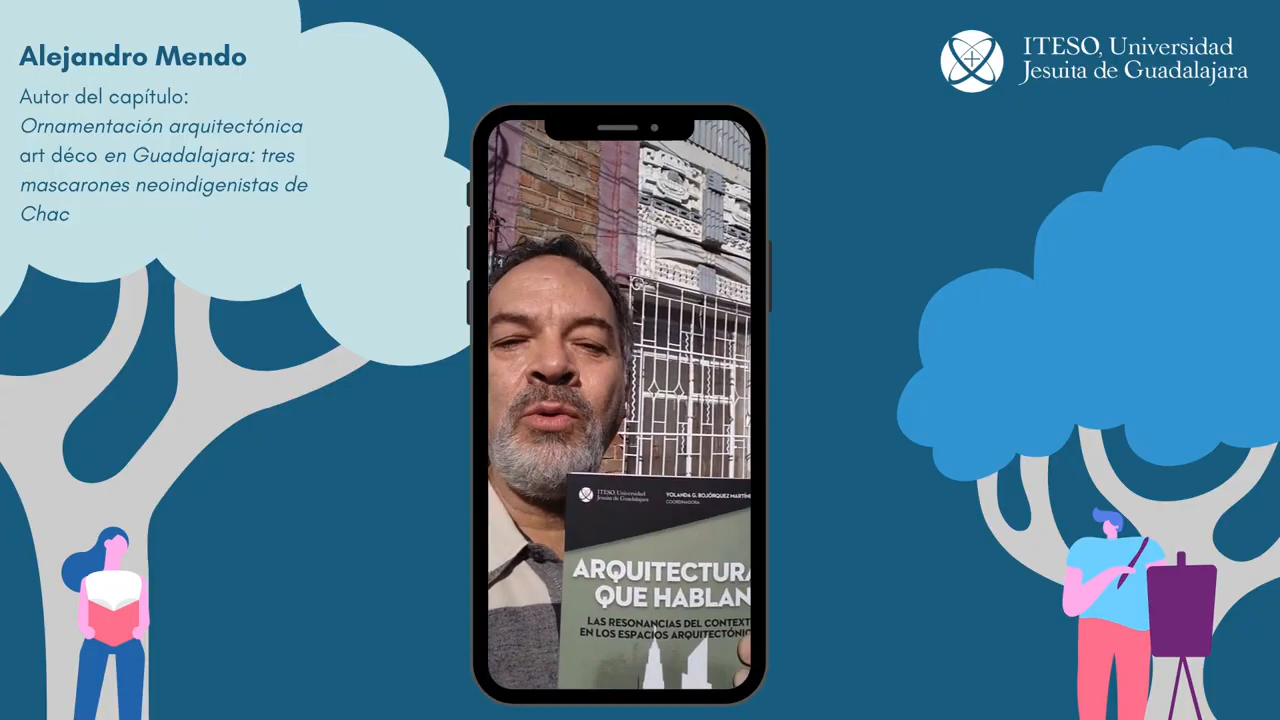 Alejandro Mendo
Autor del capítulo:
Ornamentación arquitectónica
art déco en Guadalajara: tres
mascarones neoindigenistas de
Chac
ITESO, Universidad
Jesuita de Guadalajara
ITESO, Universidad
Jesuita de Guadalajara
YOLANDA G. BOJÓRQUEZ MARTÍN
COORDINADORA
ARQUITECTURA
QUE HABLAN
LAS RESONANCIAS DEL CONTEXT
EN LOS ESPACIOS ARQUITECTÓNIC